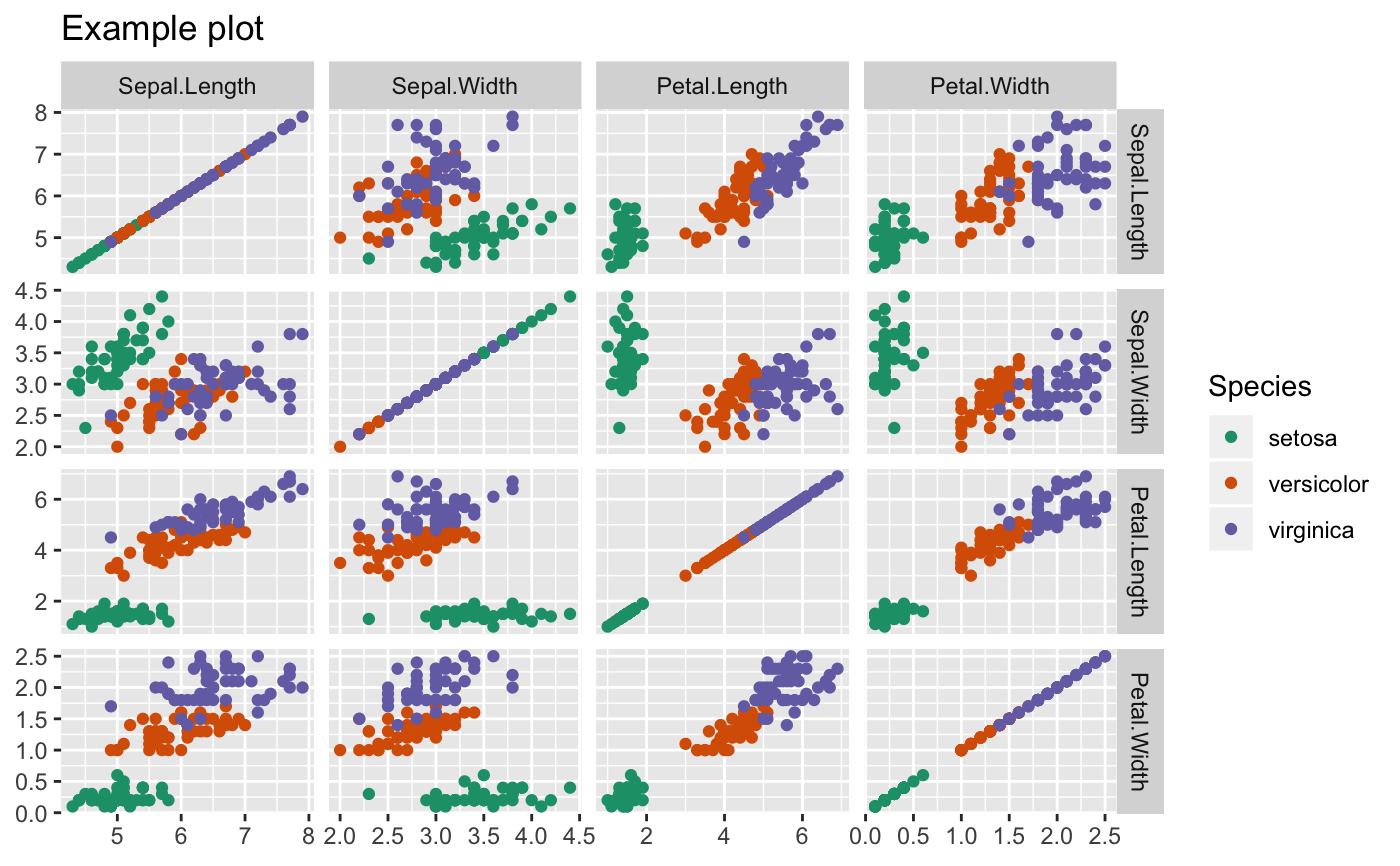 Example plot
Sepal.Length Sepal.Width Petal.Length Petal.Width
8
7
6
5
Sepal.Length
4.5
4.0
3.5
3.0
2.5
2.0
Sepal.Width
6
4
2
Petal.Length
2.5
2.0
1.5
1.0
0.5
0.0
Petal.Width
5 6 7 8 2.0 2.5 3.0 3.5 4.0 4.5 2 4 6 0.0 0.5 1.0 1.5 2.0 2.5
Species
setosa
versicolor
virginica